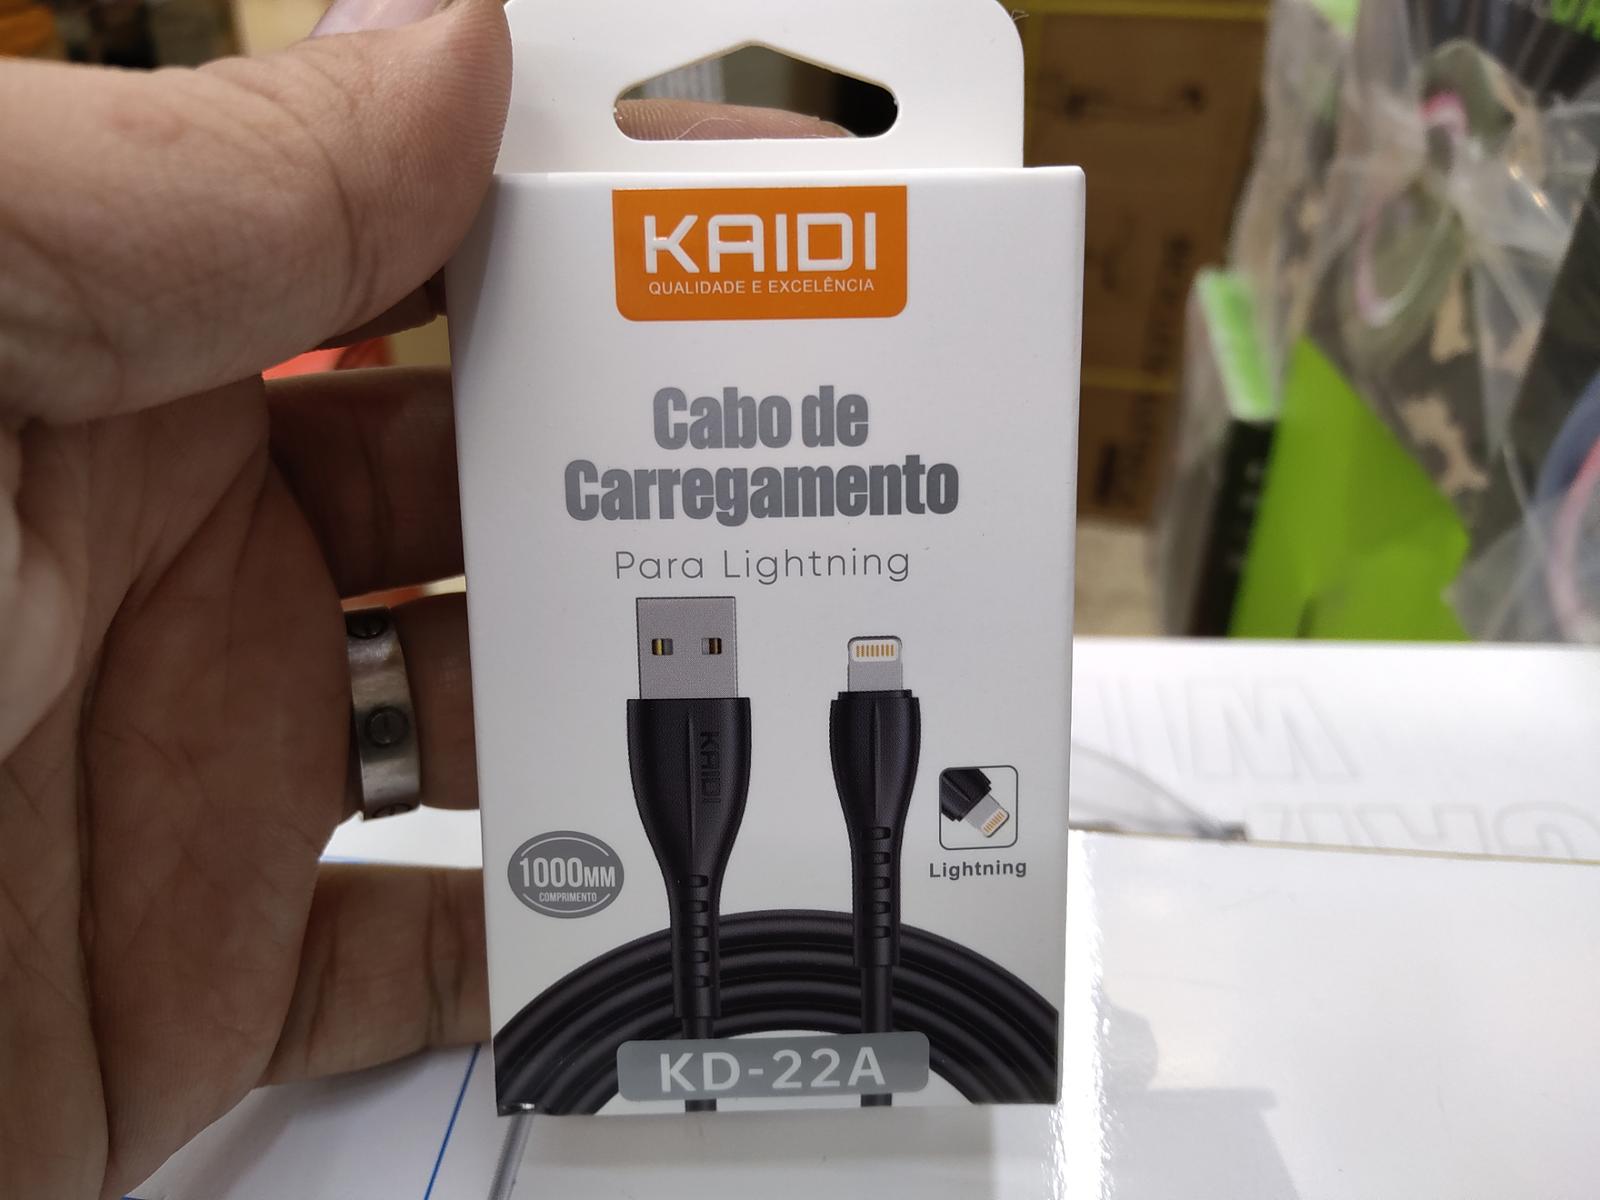 KAIDI
QUALIDADE E EXCELÊNCIA
Cabo de
Carregamento
Para Lightning
KAIDI
Lightning
1000MM
COMPRIMENTO
KD-22A